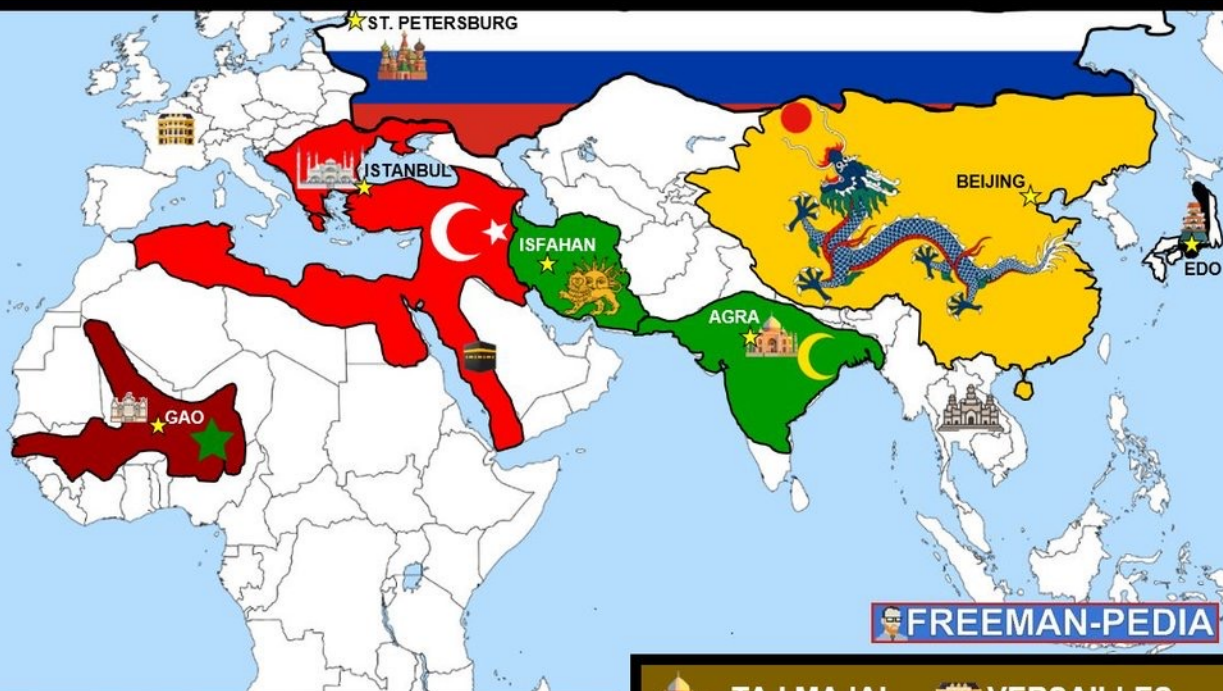 ST. PETERSBURG
ISTANBUL
BEIJING
ISFAHAN
EDO
AGRA
GAO
FREEMAN-PEDIA